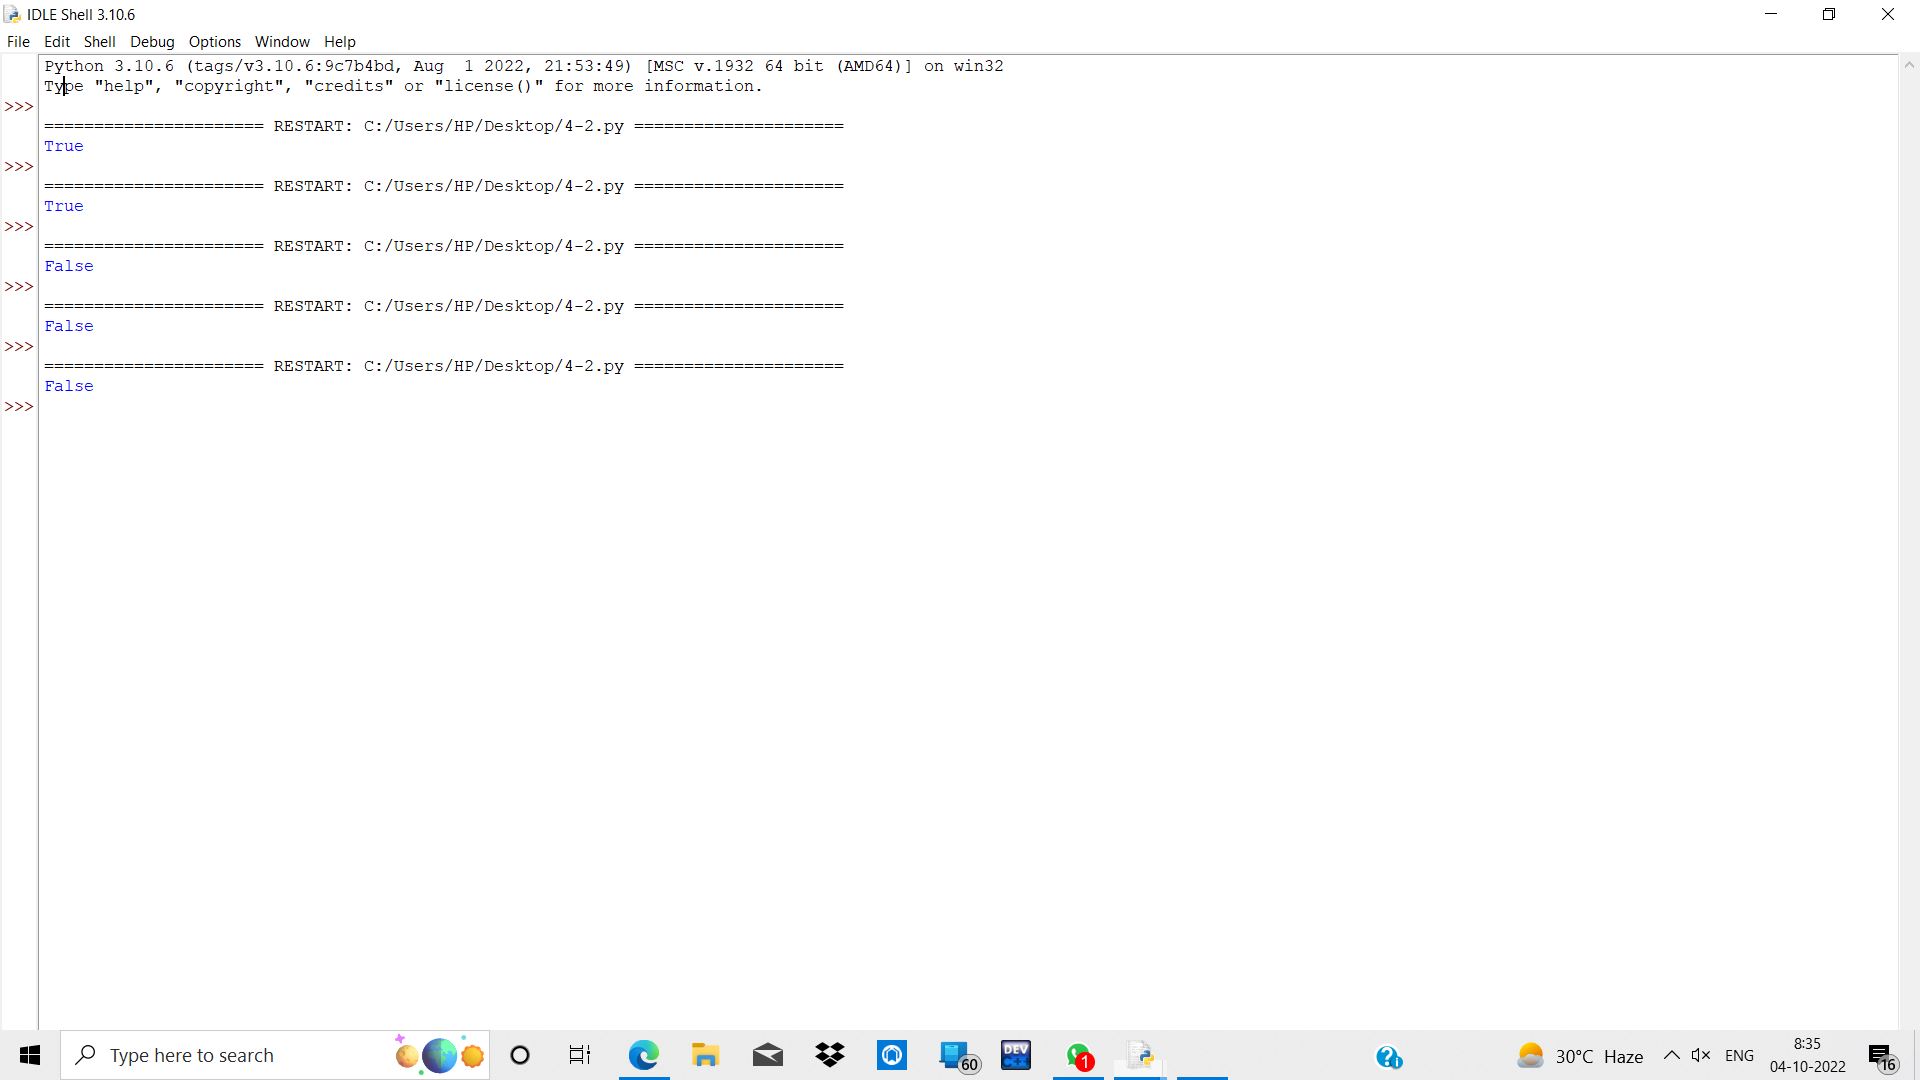 IDLE Shell 3.10.6
File Edit Shell Debug Options Window Help
Python 3.10.6 (tags/v3.10.6:9c7b4bd, Aug  1 2022, 21:53:49) [MSC v.1932 64 bit (AMD64)] on win32
Type "help", "copyright", "credits" or "license()" for more information.
>>>
====================== RESTART: C:/Users/HP/Desktop/4-2.py =====================
True
>>>
====================== RESTART: C:/Users/HP/Desktop/4-2.py =====================
True
>>>
====================== RESTART: C:/Users/HP/Desktop/4-2.py =====================
False
>>>
====================== RESTART: C:/Users/HP/Desktop/4-2.py =====================
False
>>>
====================== RESTART: C:/Users/HP/Desktop/4-2.py =====================
False
>>>
Type here to search
60
DEV
1
30°C Haze
ENG
8:35
04-10-2022
16